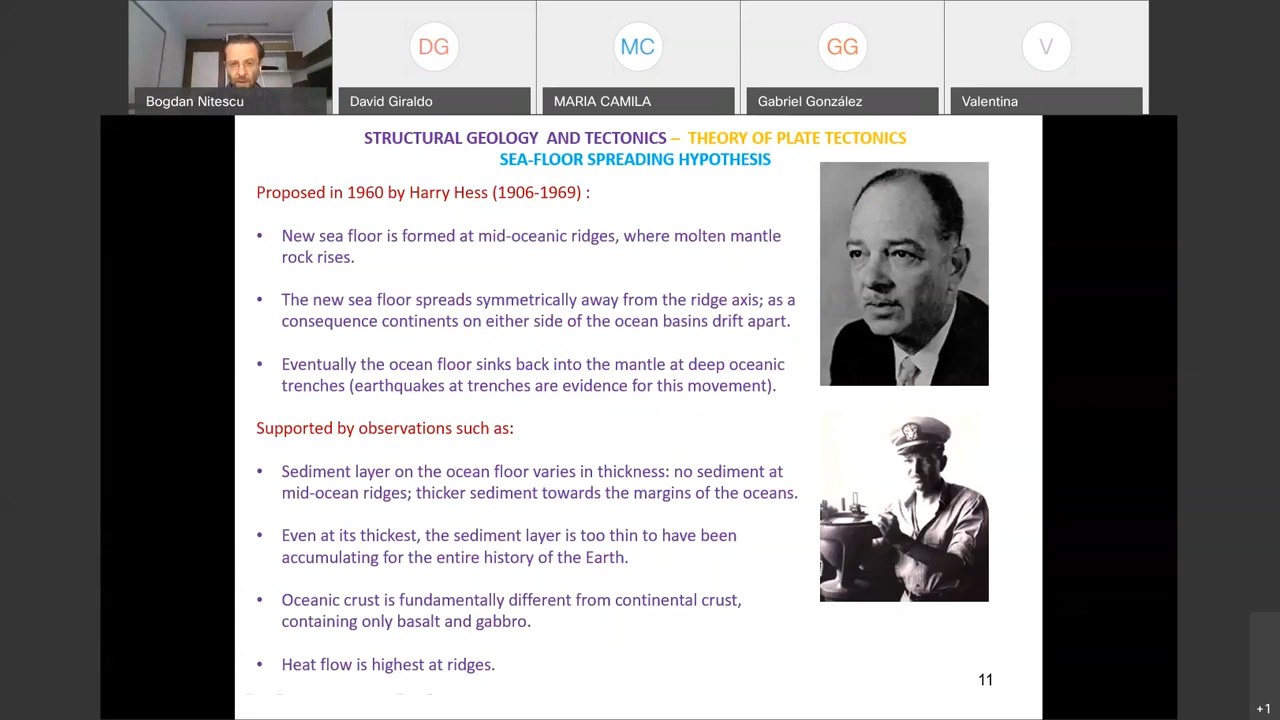 DG
MC
GG
V
Bogdan Nitescu
David Giraldo
MARIA CAMILA
Gabriel González
Valentina
STRUCTURAL GEOLOGY AND TECTONICS – THEORY OF PLATE TECTONICS
SEA-FLOOR SPREADING HYPOTHESIS
Proposed in 1960 by Harry Hess (1906-1969) :
• New sea floor is formed at mid-oceanic ridges, where molten mantle
rock rises.
• The new sea floor spreads symmetrically away from the ridge axis; as a
consequence continents on either side of the ocean basins drift apart.
• Eventually the ocean floor sinks back into the mantle at deep oceanic
trenches (earthquakes at trenches are evidence for this movement).
Supported by observations such as:
• Sediment layer on the ocean floor varies in thickness: no sediment at
mid-ocean ridges; thicker sediment towards the margins of the oceans.
• Even at its thickest, the sediment layer is too thin to have been
accumulating for the entire history of the Earth.
• Oceanic crust is fundamentally different from continental crust,
containing only basalt and gabbro.
• Heat flow is highest at ridges.
11
+1